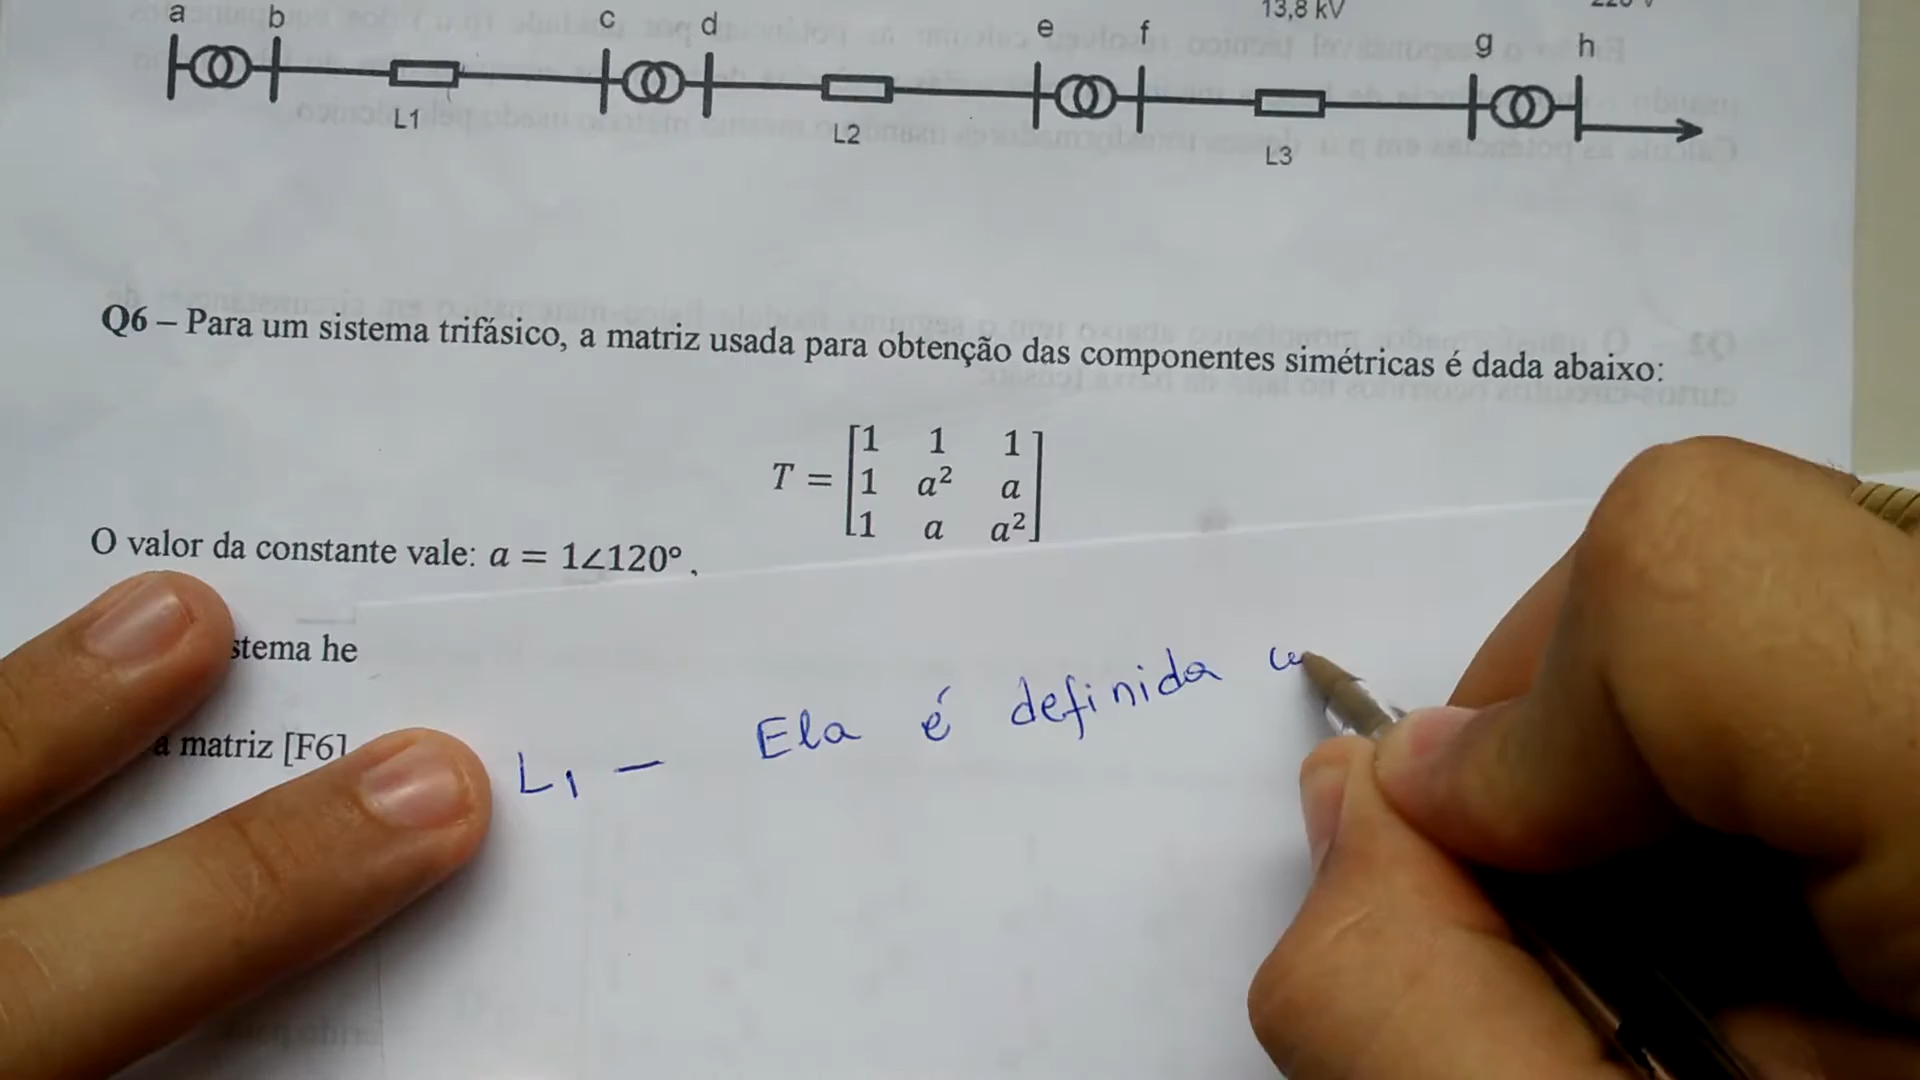 a b c d e f 13,8 kV g h
L1 L2 L3
Q6 – Para um sistema trifásico, a matriz usada para obtenção das componentes simétricas é dada abaixo:
T = [1 1 1
1 a² a
1 a a²]
O valor da constante vale: a = 1∠120°.
stema he
a matriz [F6]
L1 — Ela é definida